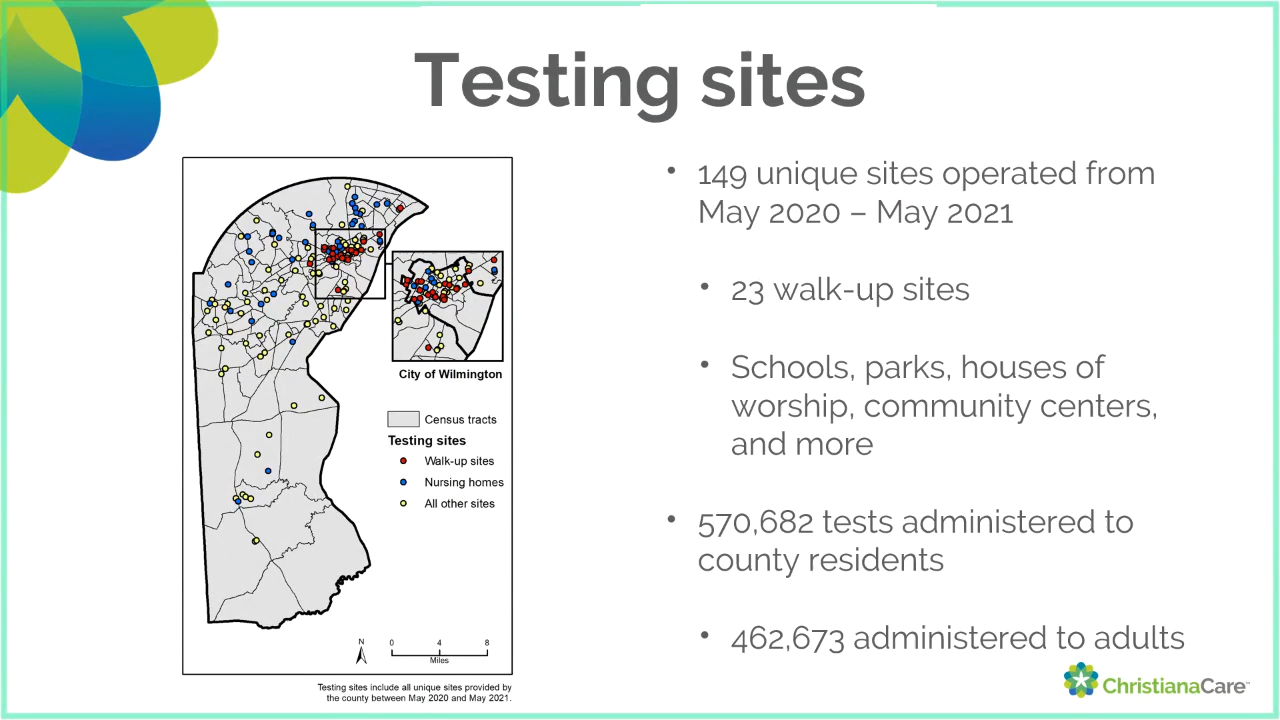 Testing sites
City of Wilmington
Census tracts
Testing sites
Walk-up sites
Nursing homes
All other sites
N
0 4 8
Miles
Testing sites include all unique sites provided by
the county between May 2020 and May 2021.
• 149 unique sites operated from
May 2020 – May 2021
• 23 walk-up sites
• Schools, parks, houses of
worship, community centers,
and more
• 570,682 tests administered to
county residents
• 462,673 administered to adults
ChristianaCare™